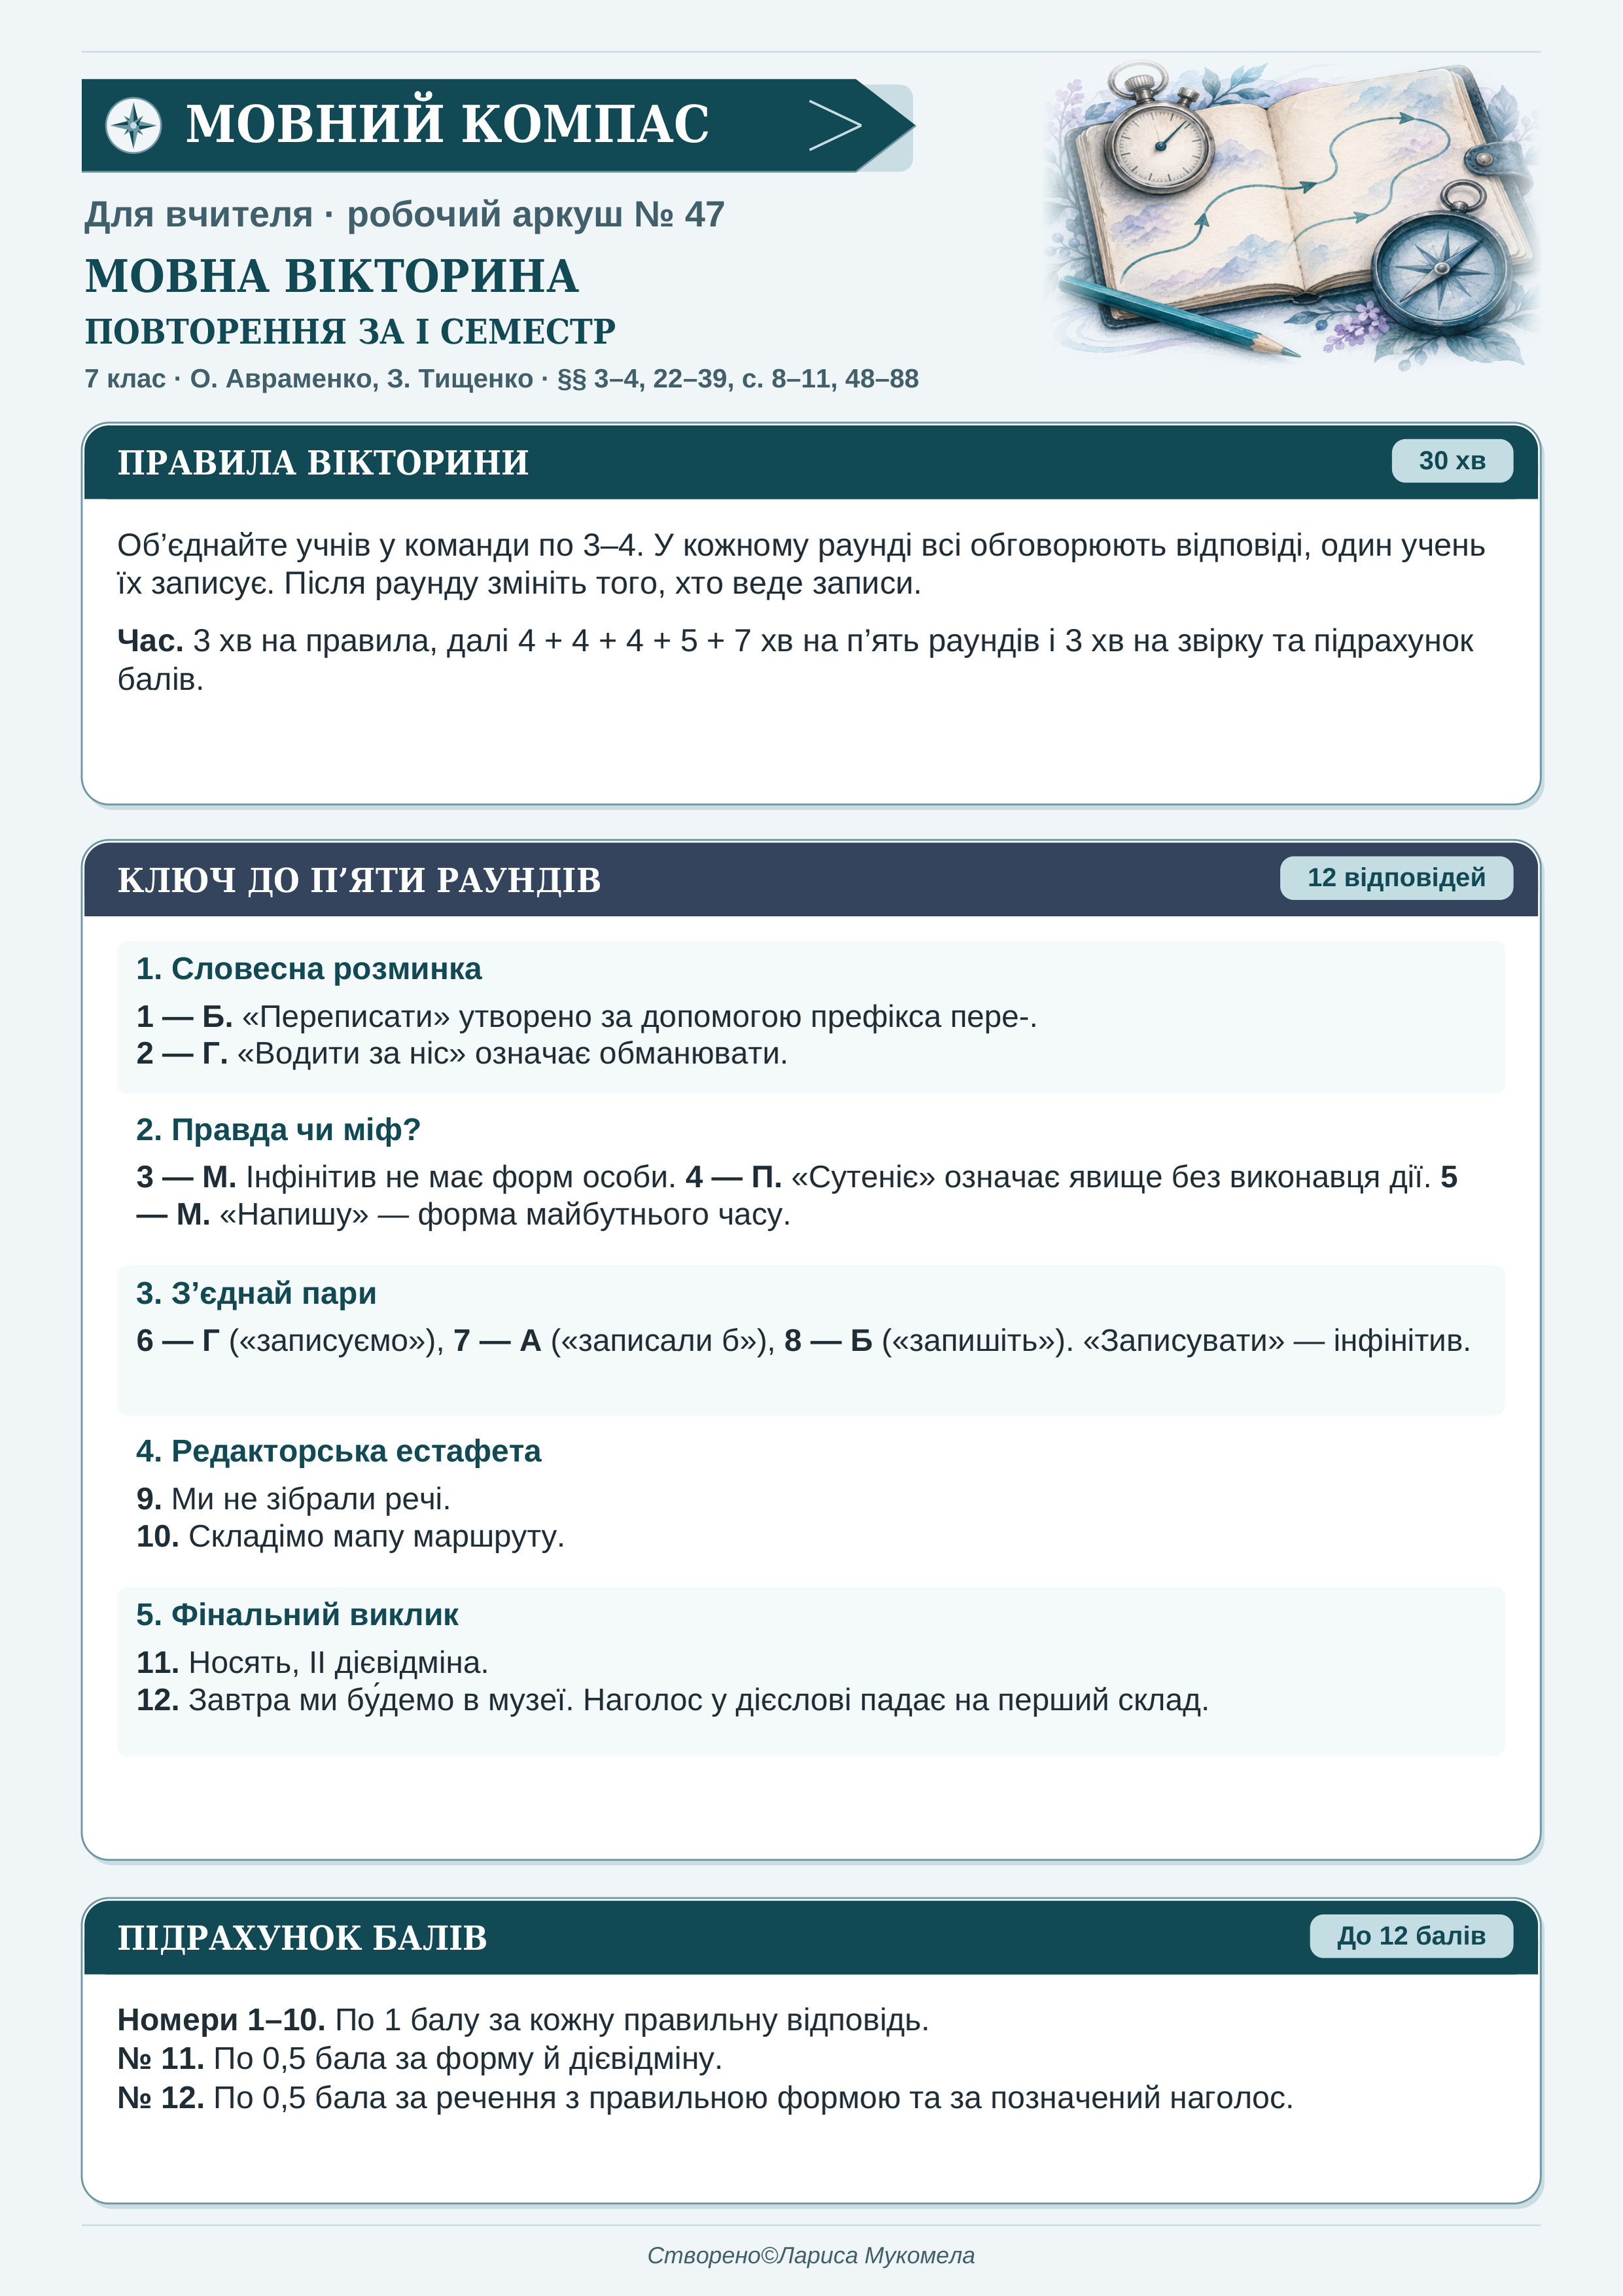 МОВНИЙ КОМПАС
Для вчителя · робочий аркуш № 47
МОВНА ВІКТОРИНА
ПОВТОРЕННЯ ЗА І СЕМЕСТР
7 клас · О. Авраменко, З. Тищенко · §§ 3–4, 22–39, с. 8–11, 48–88
ПРАВИЛА ВІКТОРИНИ
30 хв
Об’єднайте учнів у команди по 3–4. У кожному раунді всі обговорюють відповіді, один учень
їх записує. Після раунду змініть того, хто веде записи.
Час. 3 хв на правила, далі 4 + 4 + 4 + 5 + 7 хв на п’ять раундів і 3 хв на звірку та підрахунок
балів.
КЛЮЧ ДО П’ЯТИ РАУНДІВ
12 відповідей
1. Словесна розминка
1 — Б. «Переписати» утворено за допомогою префікса пере-.
2 — Г. «Водити за ніс» означає обманювати.
2. Правда чи міф?
3 — М. Інфінітив не має форм особи. 4 — П. «Сутеніє» означає явище без виконавця дії. 5
— М. «Напишу» — форма майбутнього часу.
3. З’єднай пари
6 — Г («записуємо»), 7 — А («записали б»), 8 — Б («запишіть»). «Записувати» — інфінітив.
4. Редакторська естафета
9. Ми не зібрали речі.
10. Складімо мапу маршруту.
5. Фінальний виклик
11. Носять, ІІ дієвідміна.
12. Завтра ми бу́демо в музеї. Наголос у дієслові падає на перший склад.
ПІДРАХУНОК БАЛІВ
До 12 балів
Номери 1–10. По 1 балу за кожну правильну відповідь.
№ 11. По 0,5 бала за форму й дієвідміну.
№ 12. По 0,5 бала за речення з правильною формою та за позначений наголос.
Створено©Лариса Мукомела